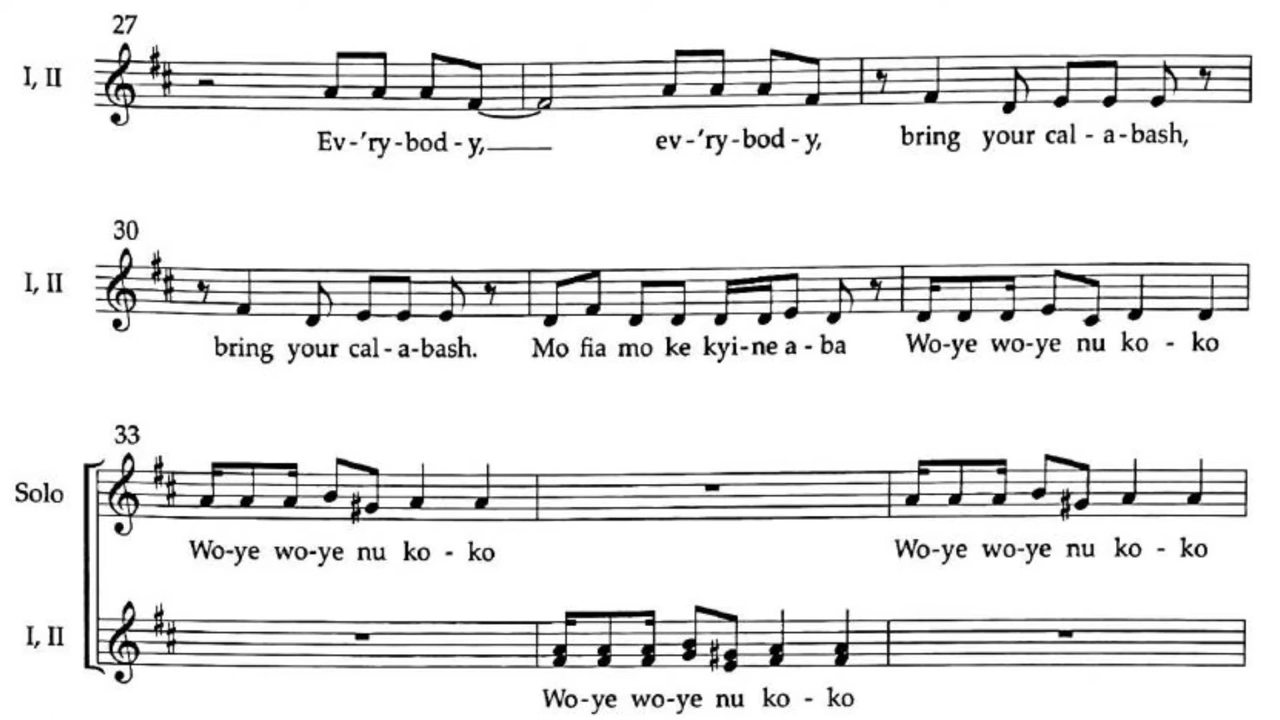 27
I, II
Ev-'ry-bod-y,___ ev-'ry-bod-y, bring your cal-a-bash,
30
I, II
bring your cal-a-bash. Mo fia mo ke kyi-ne a-ba Wo-ye wo-ye nu ko-ko
33
Solo
Wo-ye wo-ye nu ko-ko Wo-ye wo-ye nu ko-ko
I, II
Wo-ye wo-ye nu ko-ko